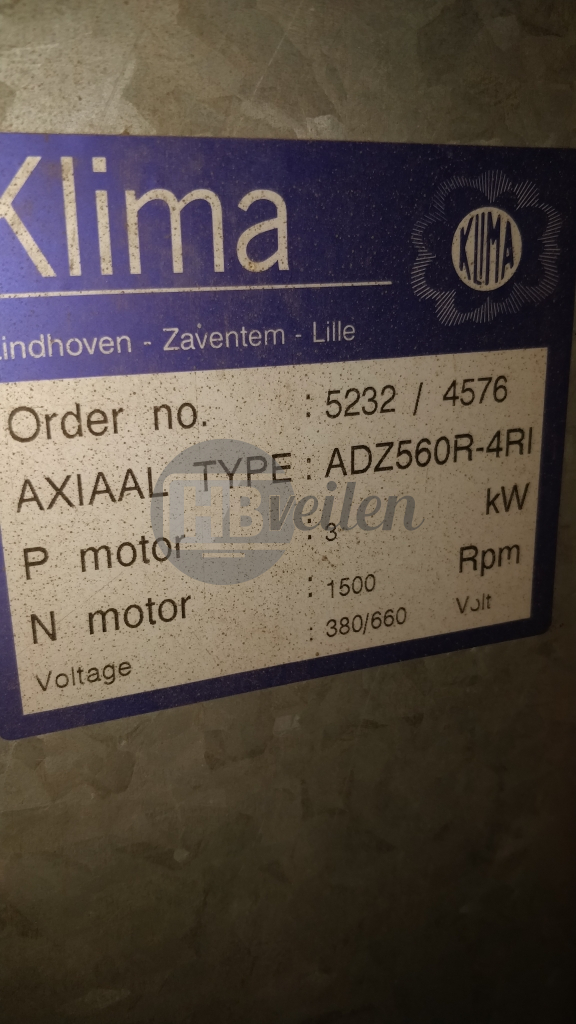 Klima
KLIMA
Eindhoven - Zaventem - Lille
Order no. : 5232 / 4576
AXIAAL TYPE : ADZ560R-4RI
P motor : 3 kW
N motor : 1500 Rpm
Voltage : 380/660 Volt
HBveilen